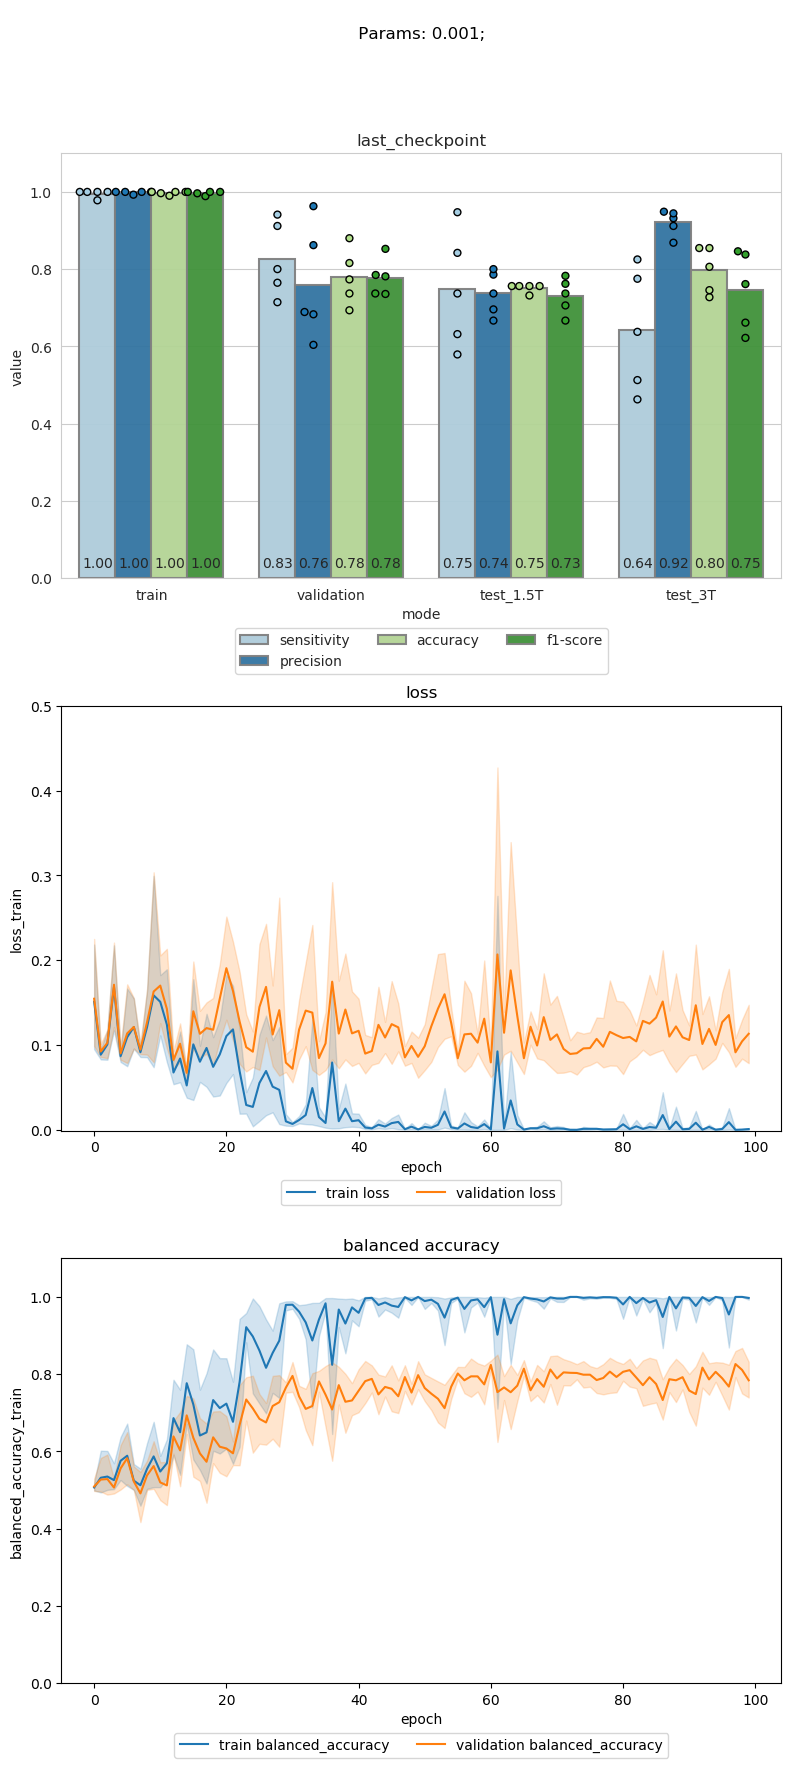 Params: 0.001;
last_checkpoint
1.0
0.8
0.6
0.4
0.2
0.0
value
1.00 1.00 1.00 1.00 0.83 0.76 0.78 0.78 0.75 0.74 0.75 0.73 0.64 0.92 0.80 0.75
train validation test_1.5T test_3T
mode
sensitivity accuracy f1-score
precision
loss
0.5
0.4
0.3
0.2
0.1
0.0
loss_train
0 20 40 60 80 100
epoch
train loss validation loss
balanced accuracy
1.0
0.8
0.6
0.4
0.2
0.0
balanced_accuracy_train
0 20 40 60 80 100
epoch
train balanced_accuracy validation balanced_accuracy